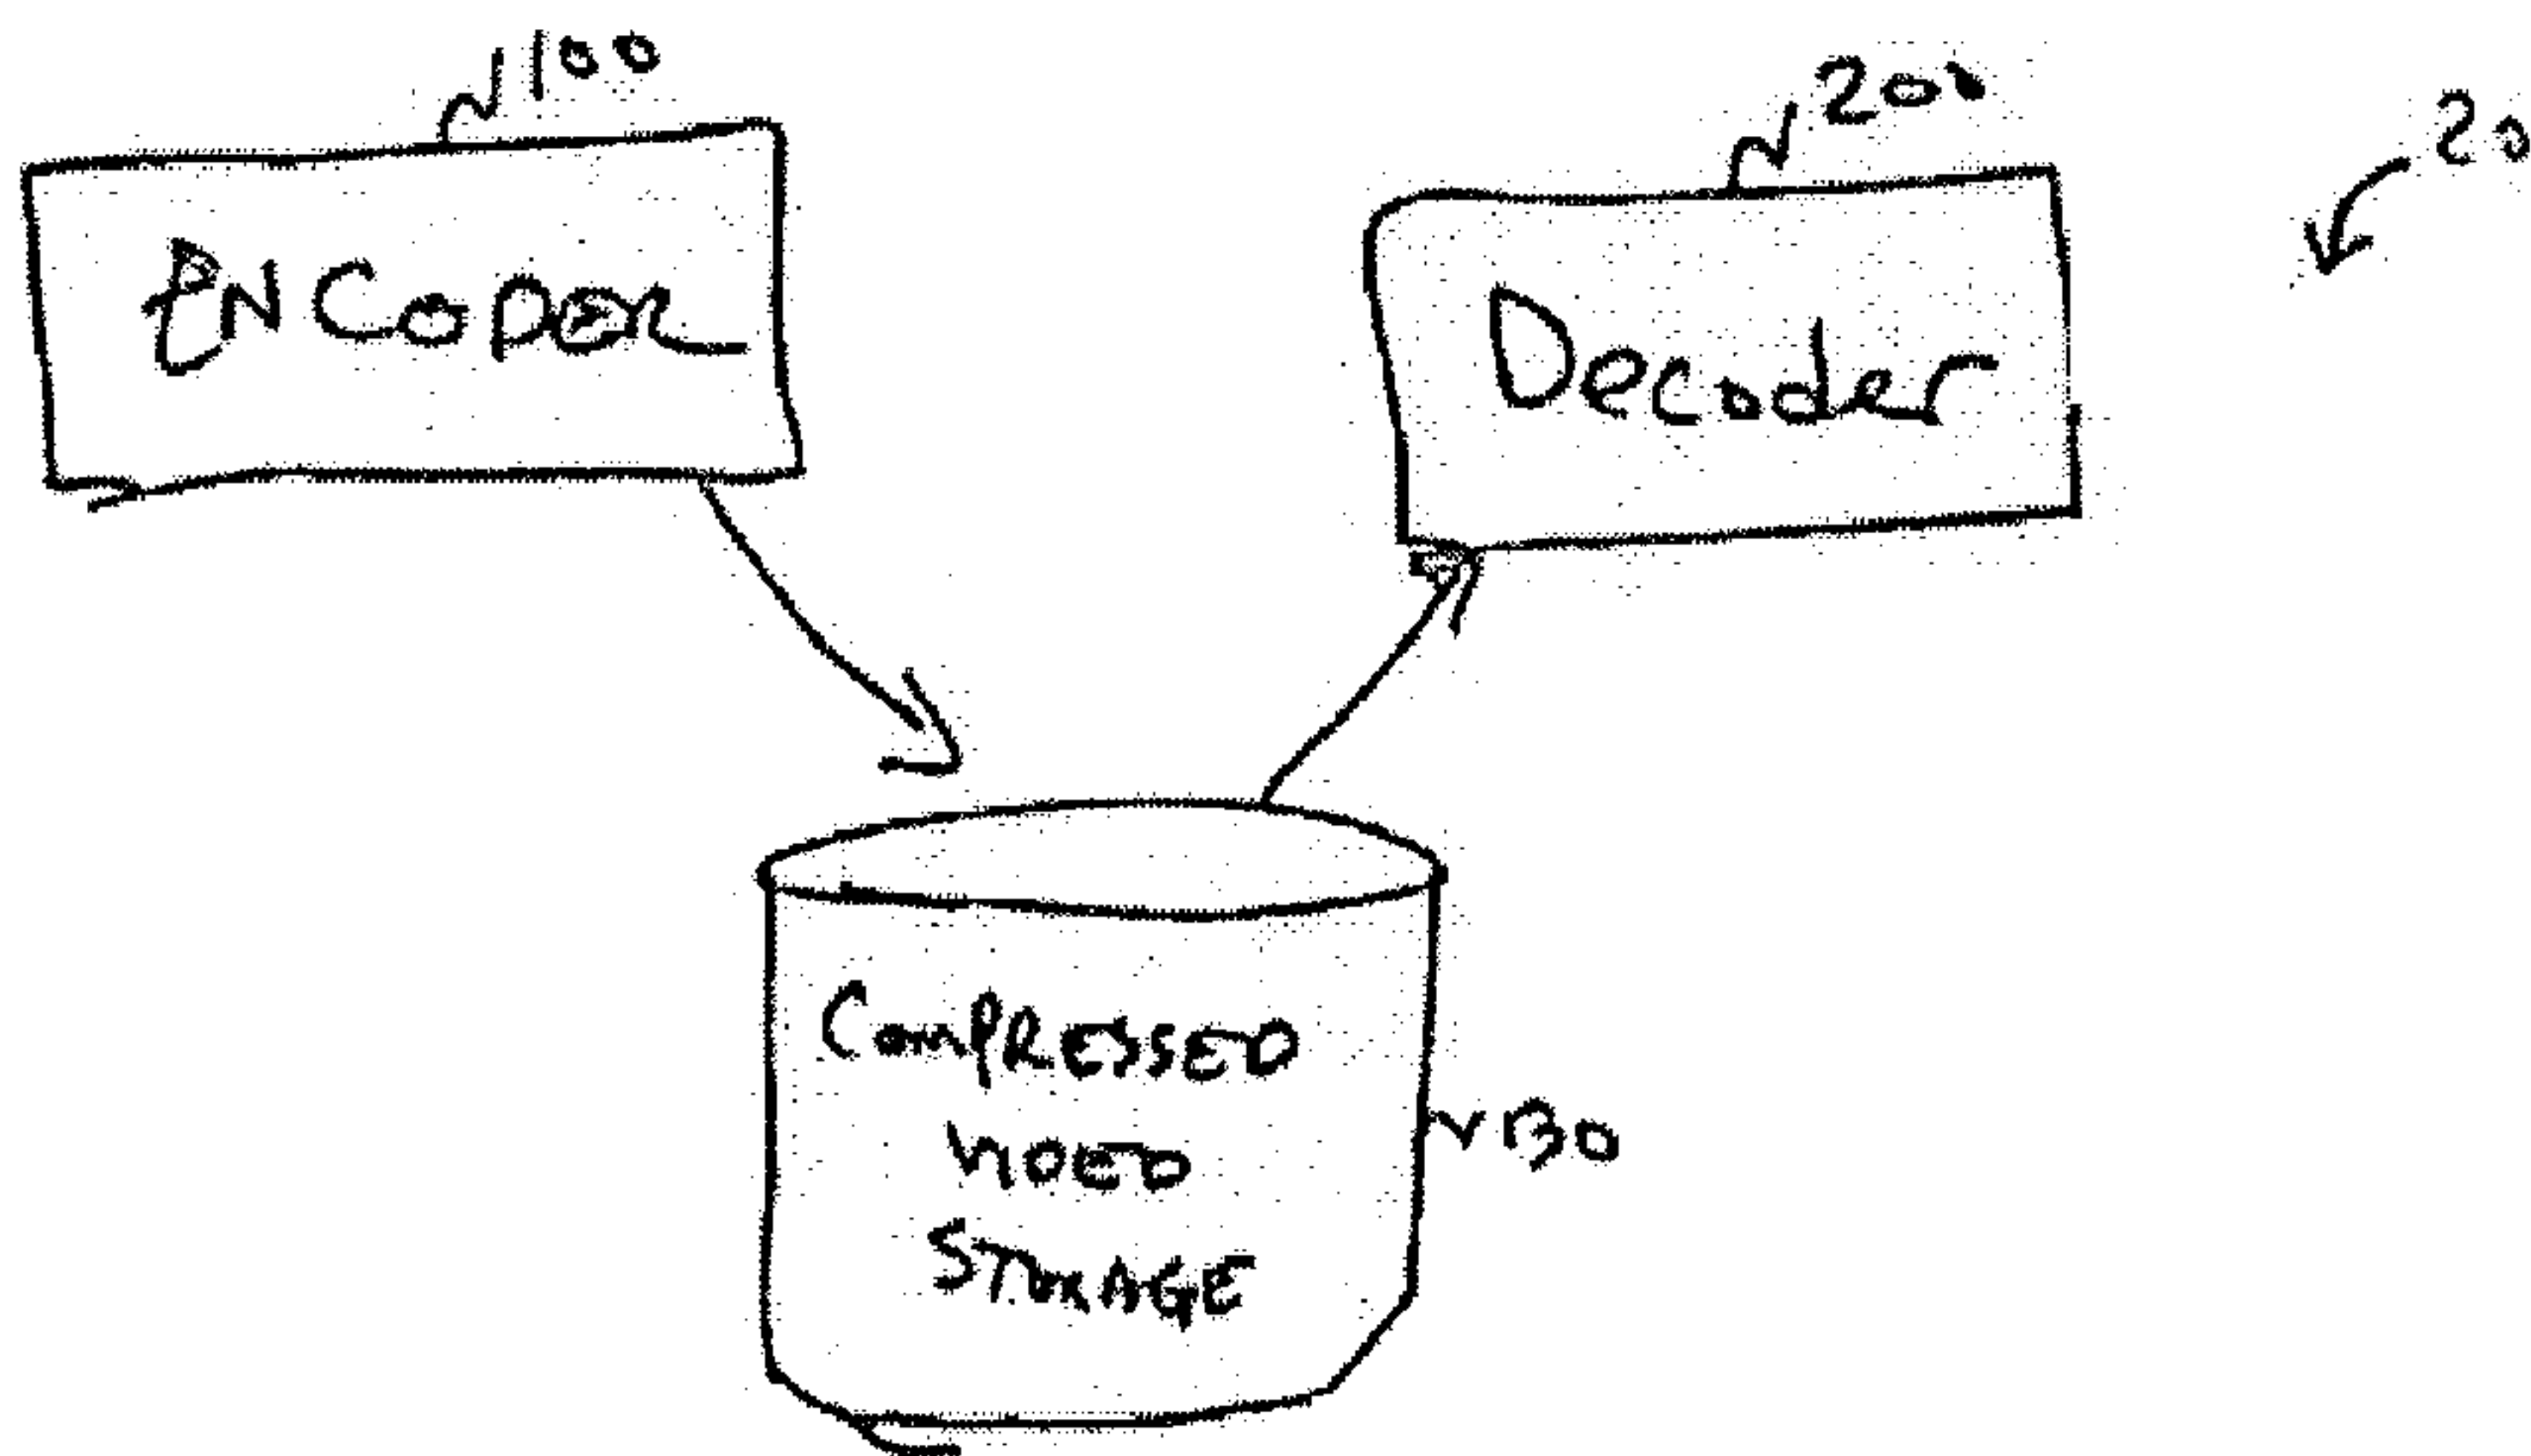 100
200
20
ENCODER
Decoder
COMPRESSED
VIDEO
STORAGE
130